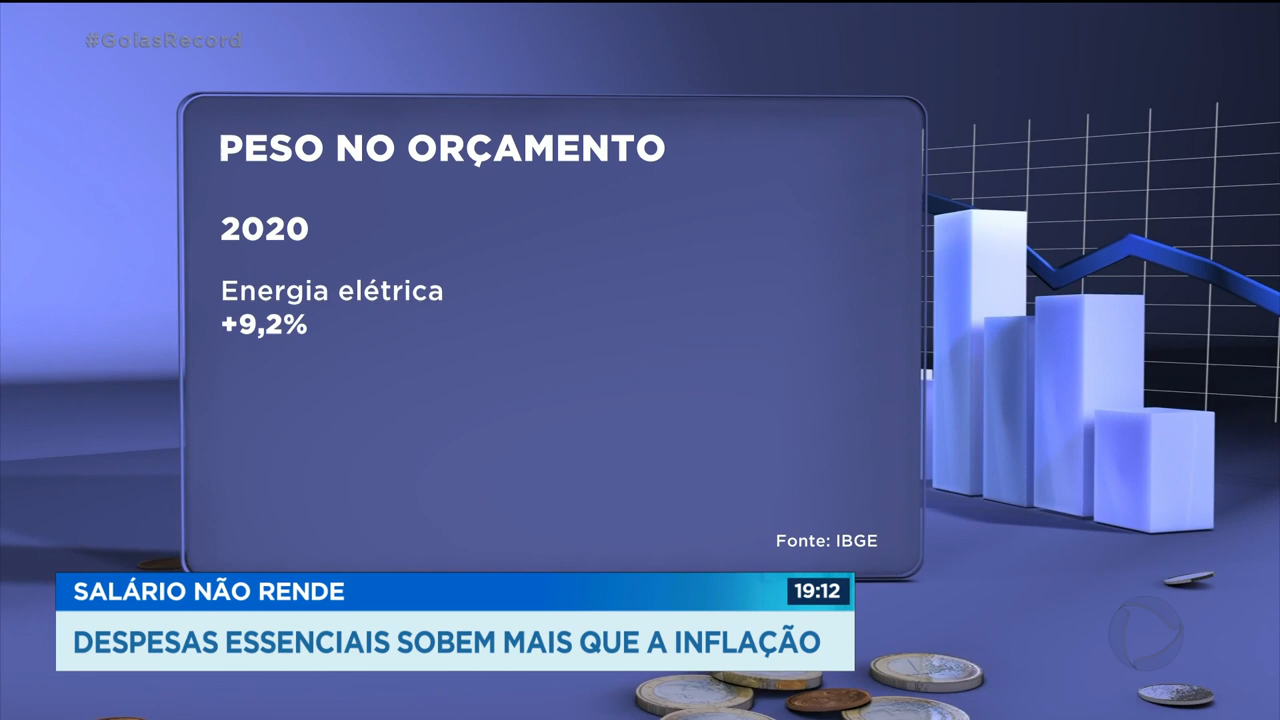 #GoiasRecord
PESO NO ORÇAMENTO
2020
Energia elétrica
+9,2%
Fonte: IBGE
SALÁRIO NÃO RENDE
19:12
DESPESAS ESSENCIAIS SOBEM MAIS QUE A INFLAÇÃO